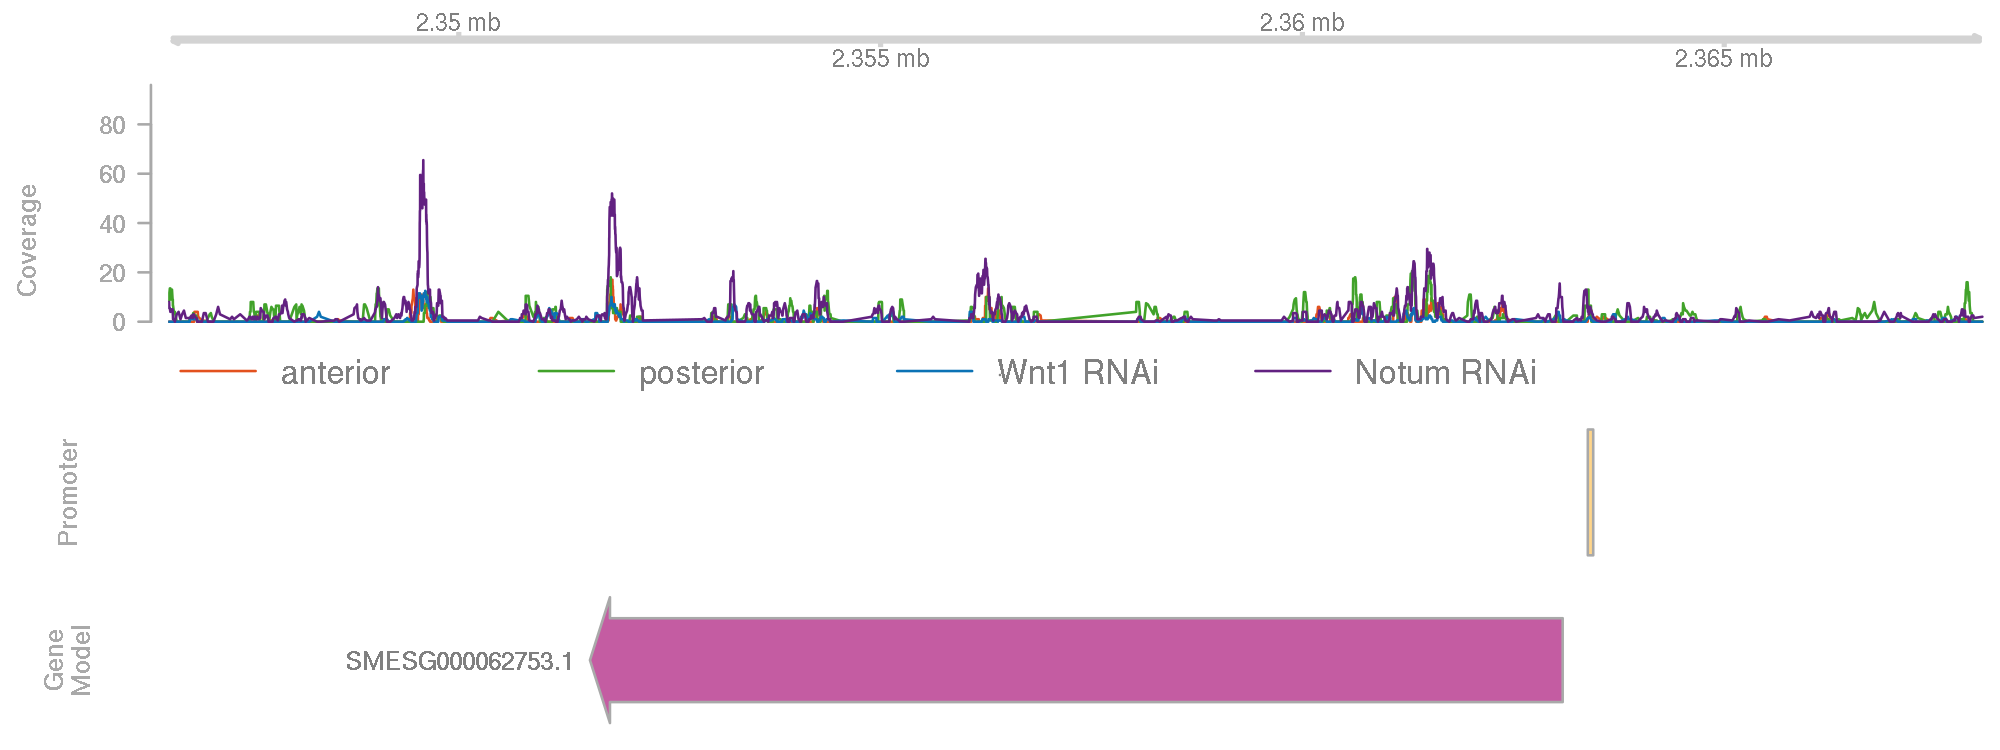 2.35 mb
2.36 mb
2.355 mb
2.365 mb
Coverage
80
60
40
20
0
anterior
posterior
Wnt1 RNAi
Notum RNAi
Promoter
Gene
Model
SMESG000062753.1